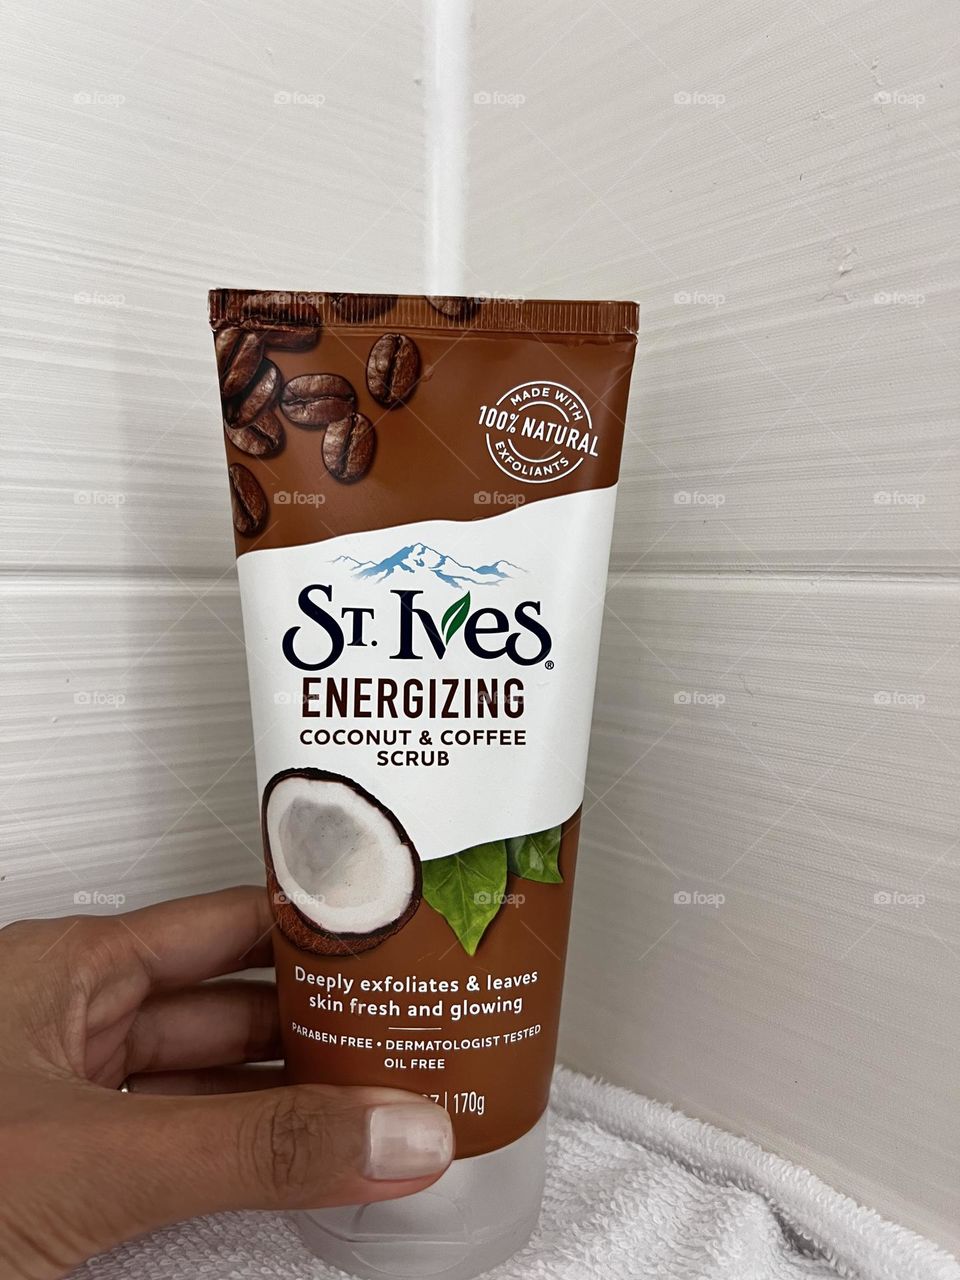 MADE WITH
100% NATURAL
EXFOLIANTS
ST. IVES®
ENERGIZING
COCONUT & COFFEE
SCRUB
Deeply exfoliates & leaves
skin fresh and glowing
PARABEN FREE • DERMATOLOGIST TESTED
OIL FREE
| 170g
foap